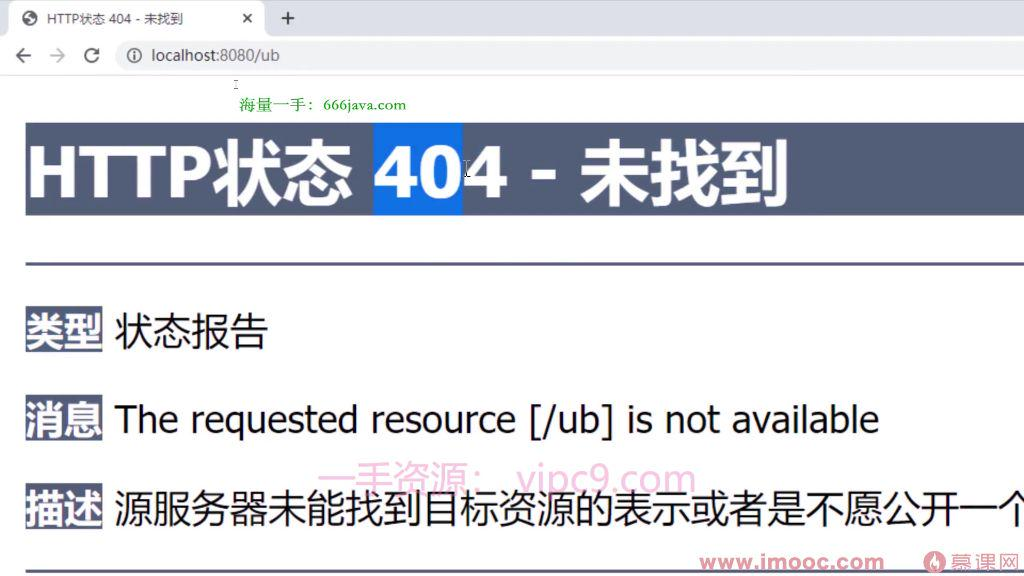 HTTP状态 404 - 未找到
localhost:8080/ub
海量一手：666java.com
HTTP状态 404 - 未找到
类型 状态报告
消息 The requested resource [/ub] is not available
一手资源： vipc9.com
描述 源服务器未能找到目标资源的表示或者是不愿公开一个
www.imooc.com 慕课网